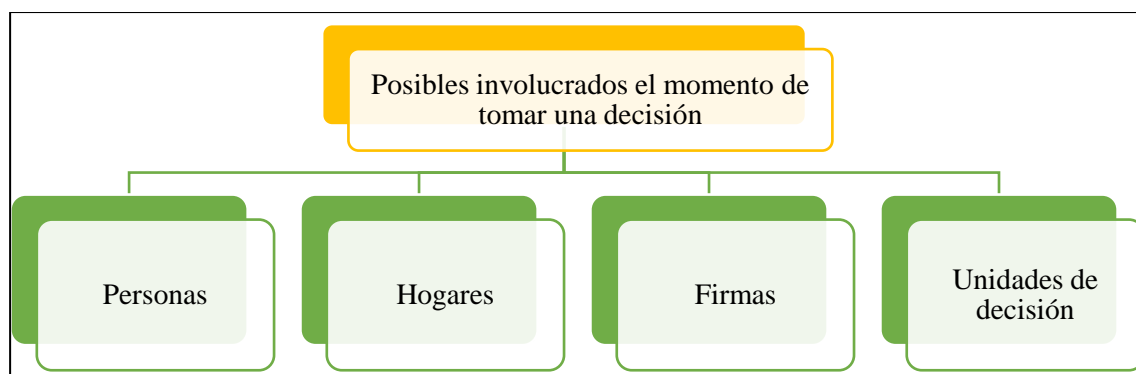 Posibles involucrados el momento de
tomar una decisión
Personas
Hogares
Firmas
Unidades de
decisión